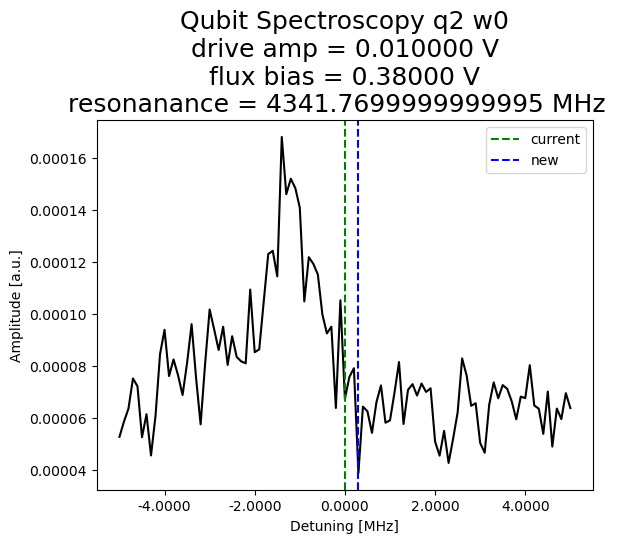 Qubit Spectroscopy q2 w0
drive amp = 0.010000 V
flux bias = 0.38000 V
resonanance = 4341.7699999999995 MHz
current
new
0.00016
0.00014
0.00012
0.00010
0.00008
0.00006
0.00004
Amplitude [a.u.]
-4.0000
-2.0000
0.0000
2.0000
4.0000
Detuning [MHz]